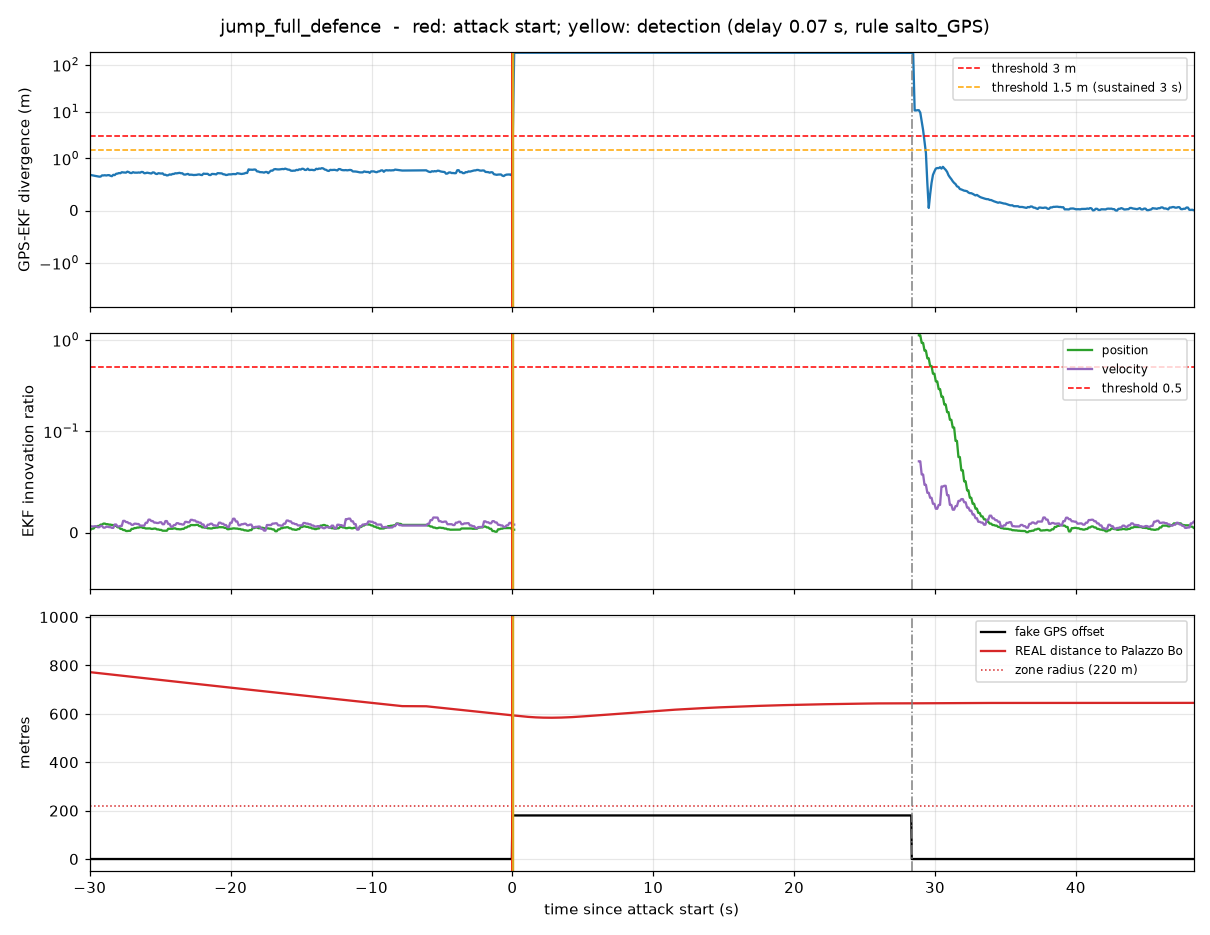 jump_full_defence  -  red: attack start; yellow: detection (delay 0.07 s, rule salto_GPS)
GPS-EKF divergence (m)
10²
10¹
10⁰
0
−10⁰
threshold 3 m
threshold 1.5 m (sustained 3 s)
EKF innovation ratio
10⁰
10⁻¹
0
position
velocity
threshold 0.5
metres
1000
800
600
400
200
0
fake GPS offset
REAL distance to Palazzo Bo
zone radius (220 m)
−30 −20 −10 0 10 20 30 40
time since attack start (s)